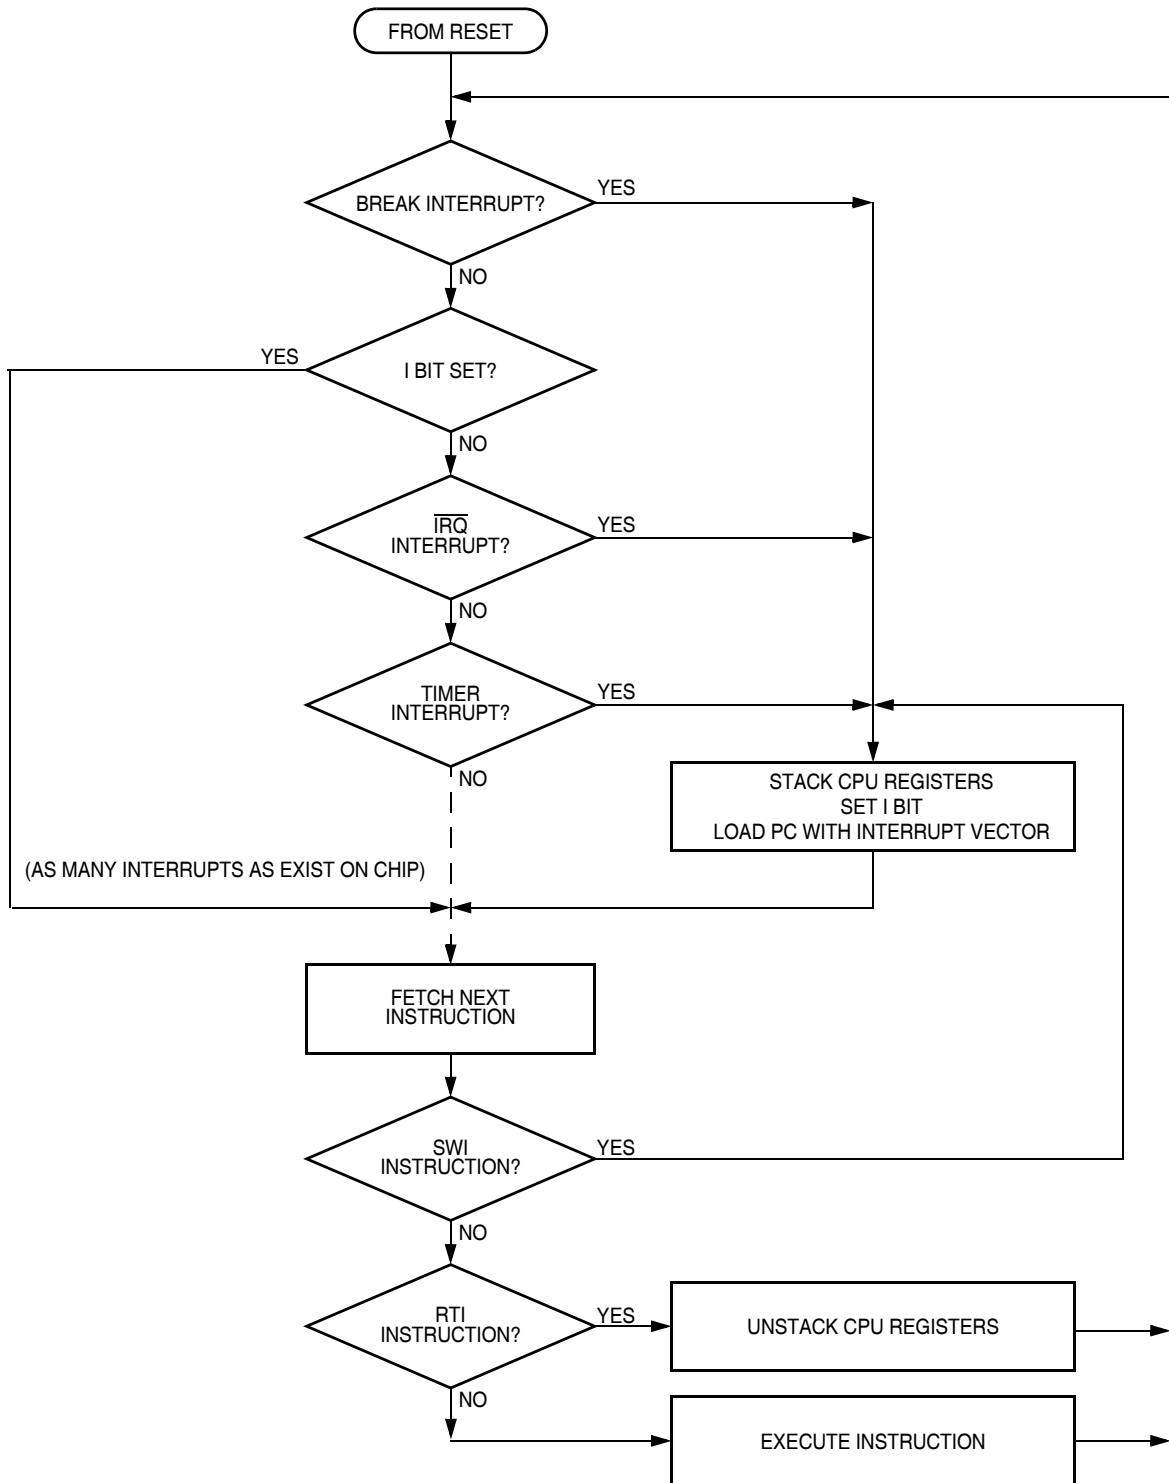 FROM RESET
BREAK INTERRUPT?
YES
NO
I BIT SET?
YES
NO
IRQ
INTERRUPT?
YES
NO
TIMER
INTERRUPT?
YES
NO
STACK CPU REGISTERS
SET I BIT
LOAD PC WITH INTERRUPT VECTOR
(AS MANY INTERRUPTS AS EXIST ON CHIP)
FETCH NEXT
INSTRUCTION
SWI
INSTRUCTION?
YES
NO
RTI
INSTRUCTION?
YES
UNSTACK CPU REGISTERS
NO
EXECUTE INSTRUCTION